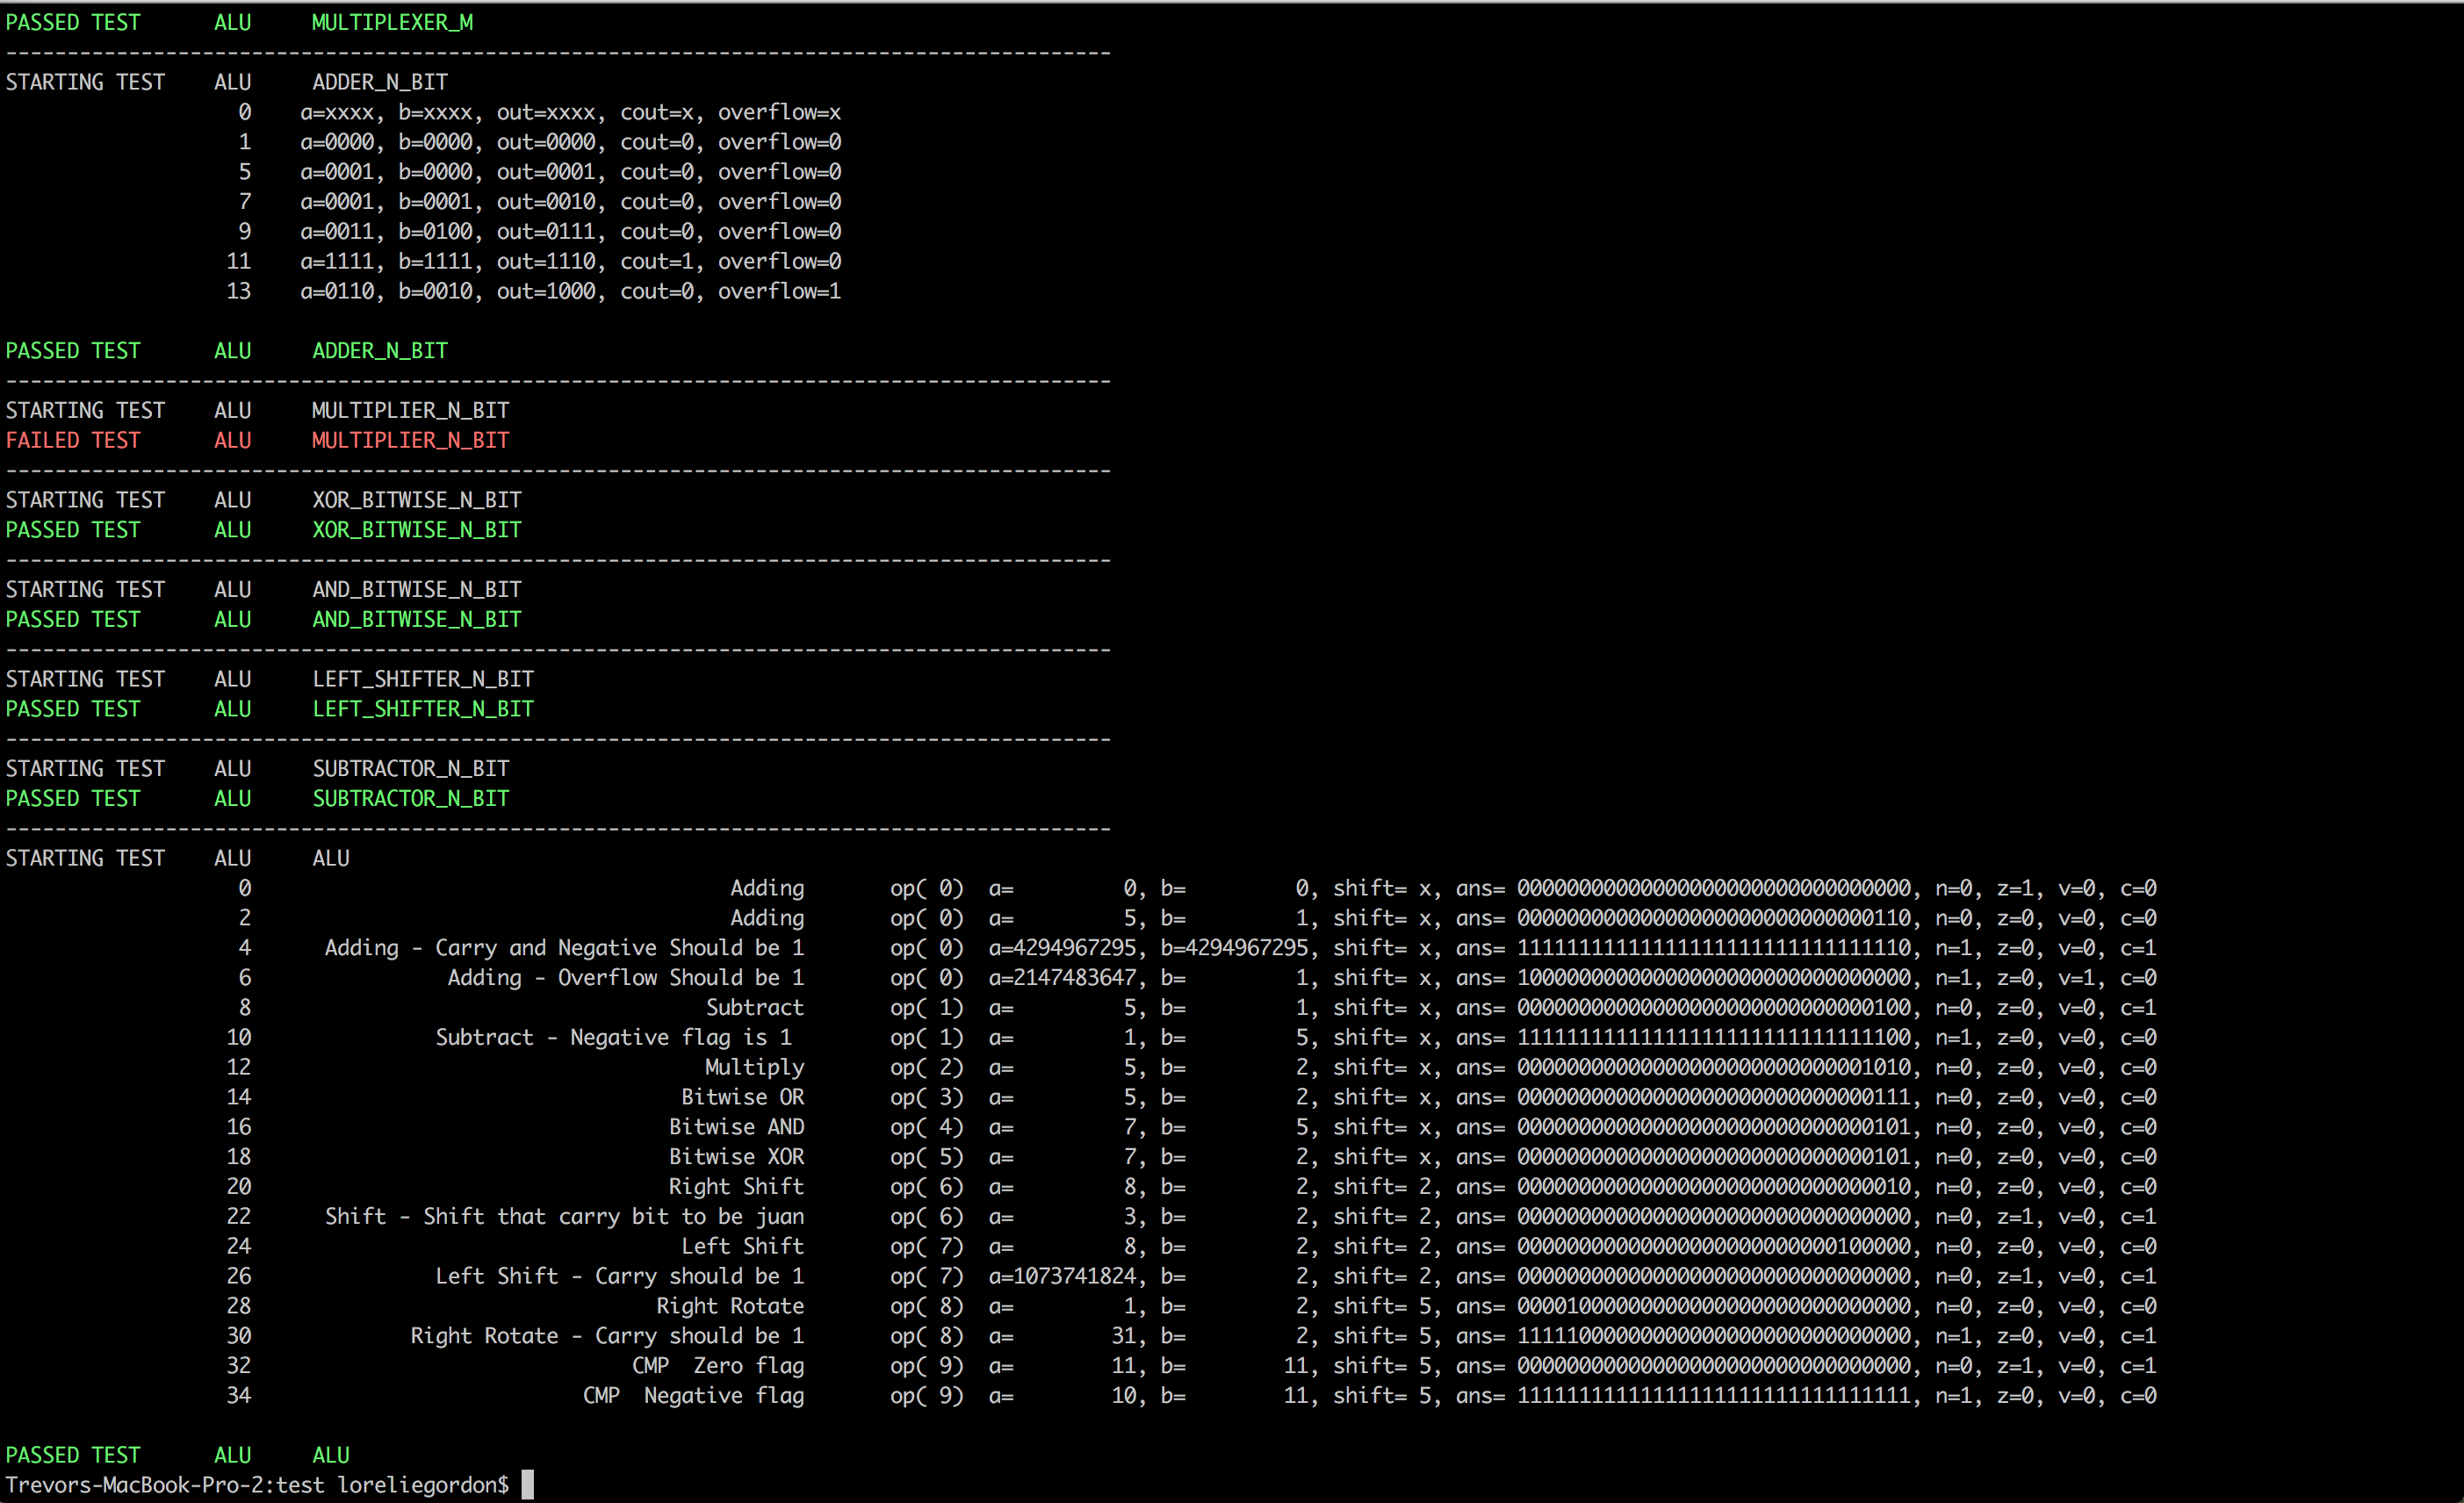 PASSED TEST      ALU     MULTIPLEXER_M
------------------------------------------------------------------------------------------
STARTING TEST    ALU     ADDER_N_BIT
0    a=xxxx, b=xxxx, out=xxxx, cout=x, overflow=x
1    a=0000, b=0000, out=0000, cout=0, overflow=0
5    a=0001, b=0000, out=0001, cout=0, overflow=0
7    a=0001, b=0001, out=0010, cout=0, overflow=0
9    a=0011, b=0100, out=0111, cout=0, overflow=0
11    a=1111, b=1111, out=1110, cout=1, overflow=0
13    a=0110, b=0010, out=1000, cout=0, overflow=1
PASSED TEST      ALU     ADDER_N_BIT
------------------------------------------------------------------------------------------
STARTING TEST    ALU     MULTIPLIER_N_BIT
FAILED TEST      ALU     MULTIPLIER_N_BIT
------------------------------------------------------------------------------------------
STARTING TEST    ALU     XOR_BITWISE_N_BIT
PASSED TEST      ALU     XOR_BITWISE_N_BIT
------------------------------------------------------------------------------------------
STARTING TEST    ALU     AND_BITWISE_N_BIT
PASSED TEST      ALU     AND_BITWISE_N_BIT
------------------------------------------------------------------------------------------
STARTING TEST    ALU     LEFT_SHIFTER_N_BIT
PASSED TEST      ALU     LEFT_SHIFTER_N_BIT
------------------------------------------------------------------------------------------
STARTING TEST    ALU     SUBTRACTOR_N_BIT
PASSED TEST      ALU     SUBTRACTOR_N_BIT
------------------------------------------------------------------------------------------
STARTING TEST    ALU     ALU
0 Adding op( 0) a= 0, b= 0, shift= x, ans= 00000000000000000000000000000000, n=0, z=1, v=0, c=0
2 Adding op( 0) a= 5, b= 1, shift= x, ans= 00000000000000000000000000000110, n=0, z=0, v=0, c=0
4 Adding - Carry and Negative Should be 1 op( 0) a=4294967295, b=4294967295, shift= x, ans= 11111111111111111111111111111110, n=1, z=0, v=0, c=1
6 Adding - Overflow Should be 1 op( 0) a=2147483647, b= 1, shift= x, ans= 10000000000000000000000000000000, n=1, z=0, v=1, c=0
8 Subtract op( 1) a= 5, b= 1, shift= x, ans= 00000000000000000000000000000100, n=0, z=0, v=0, c=1
10 Subtract - Negative flag is 1 op( 1) a= 1, b= 5, shift= x, ans= 11111111111111111111111111111100, n=1, z=0, v=0, c=0
12 Multiply op( 2) a= 5, b= 2, shift= x, ans= 00000000000000000000000000001010, n=0, z=0, v=0, c=0
14 Bitwise OR op( 3) a= 5, b= 2, shift= x, ans= 00000000000000000000000000000111, n=0, z=0, v=0, c=0
16 Bitwise AND op( 4) a= 7, b= 5, shift= x, ans= 00000000000000000000000000000101, n=0, z=0, v=0, c=0
18 Bitwise XOR op( 5) a= 7, b= 2, shift= x, ans= 00000000000000000000000000000101, n=0, z=0, v=0, c=0
20 Right Shift op( 6) a= 8, b= 2, shift= 2, ans= 00000000000000000000000000000010, n=0, z=0, v=0, c=0
22 Shift - Shift that carry bit to be juan op( 6) a= 3, b= 2, shift= 2, ans= 00000000000000000000000000000000, n=0, z=1, v=0, c=1
24 Left Shift op( 7) a= 8, b= 2, shift= 2, ans= 00000000000000000000000000100000, n=0, z=0, v=0, c=0
26 Left Shift - Carry should be 1 op( 7) a=1073741824, b= 2, shift= 2, ans= 00000000000000000000000000000000, n=0, z=1, v=0, c=1
28 Right Rotate op( 8) a= 1, b= 2, shift= 5, ans= 00001000000000000000000000000000, n=0, z=0, v=0, c=0
30 Right Rotate - Carry should be 1 op( 8) a= 31, b= 2, shift= 5, ans= 11111000000000000000000000000000, n=1, z=0, v=0, c=1
32 CMP  Zero flag op( 9) a= 11, b= 11, shift= 5, ans= 00000000000000000000000000000000, n=0, z=1, v=0, c=1
34 CMP  Negative flag op( 9) a= 10, b= 11, shift= 5, ans= 11111111111111111111111111111111, n=1, z=0, v=0, c=0
PASSED TEST      ALU     ALU
Trevors-MacBook-Pro-2:test loreliegordon$